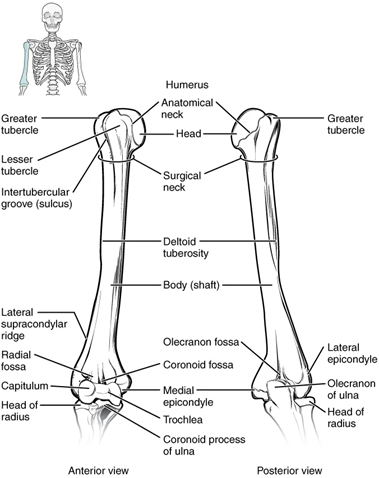 Humerus
Anatomical
neck
Greater
tubercle
Head
Greater
tubercle
Lesser
tubercle
Surgical
neck
Intertubercular
groove (sulcus)
Deltoid
tuberosity
Body (shaft)
Lateral
supracondylar
ridge
Olecranon fossa
Lateral
epicondyle
Radial
fossa
Coronoid fossa
Capitulum
Medial
epicondyle
Olecranon
of ulna
Head of
radius
Trochlea
Head of
radius
Coronoid process
of ulna
Anterior view
Posterior view